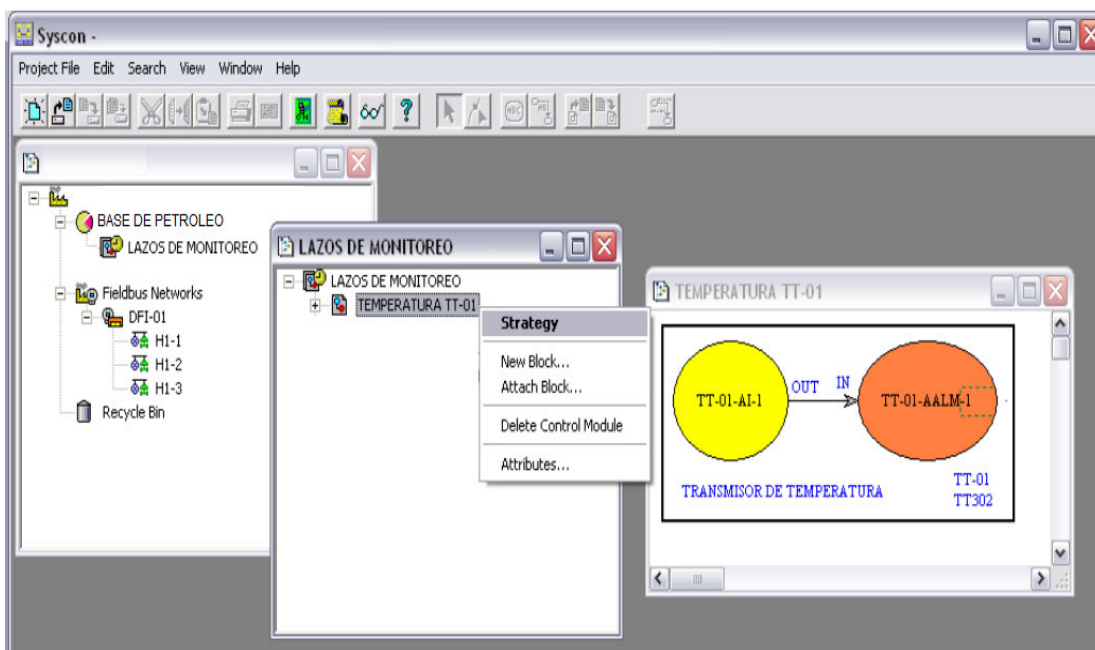 Syscon -
Project File Edit Search View Window Help
BASE DE PETROLEO
LAZOS DE MONITOREO
Fieldbus Networks
DFI-01
H1-1
H1-2
H1-3
Recycle Bin
LAZOS DE MONITOREO
LAZOS DE MONITOREO
TEMPERATURA TT-01
Strategy
New Block...
Attach Block...
Delete Control Module
Attributes...
TEMPERATURA TT-01
TT-01-AI-1
OUT IN
TT-01-AALM-1
TRANSMISOR DE TEMPERATURA
TT-01
TT302